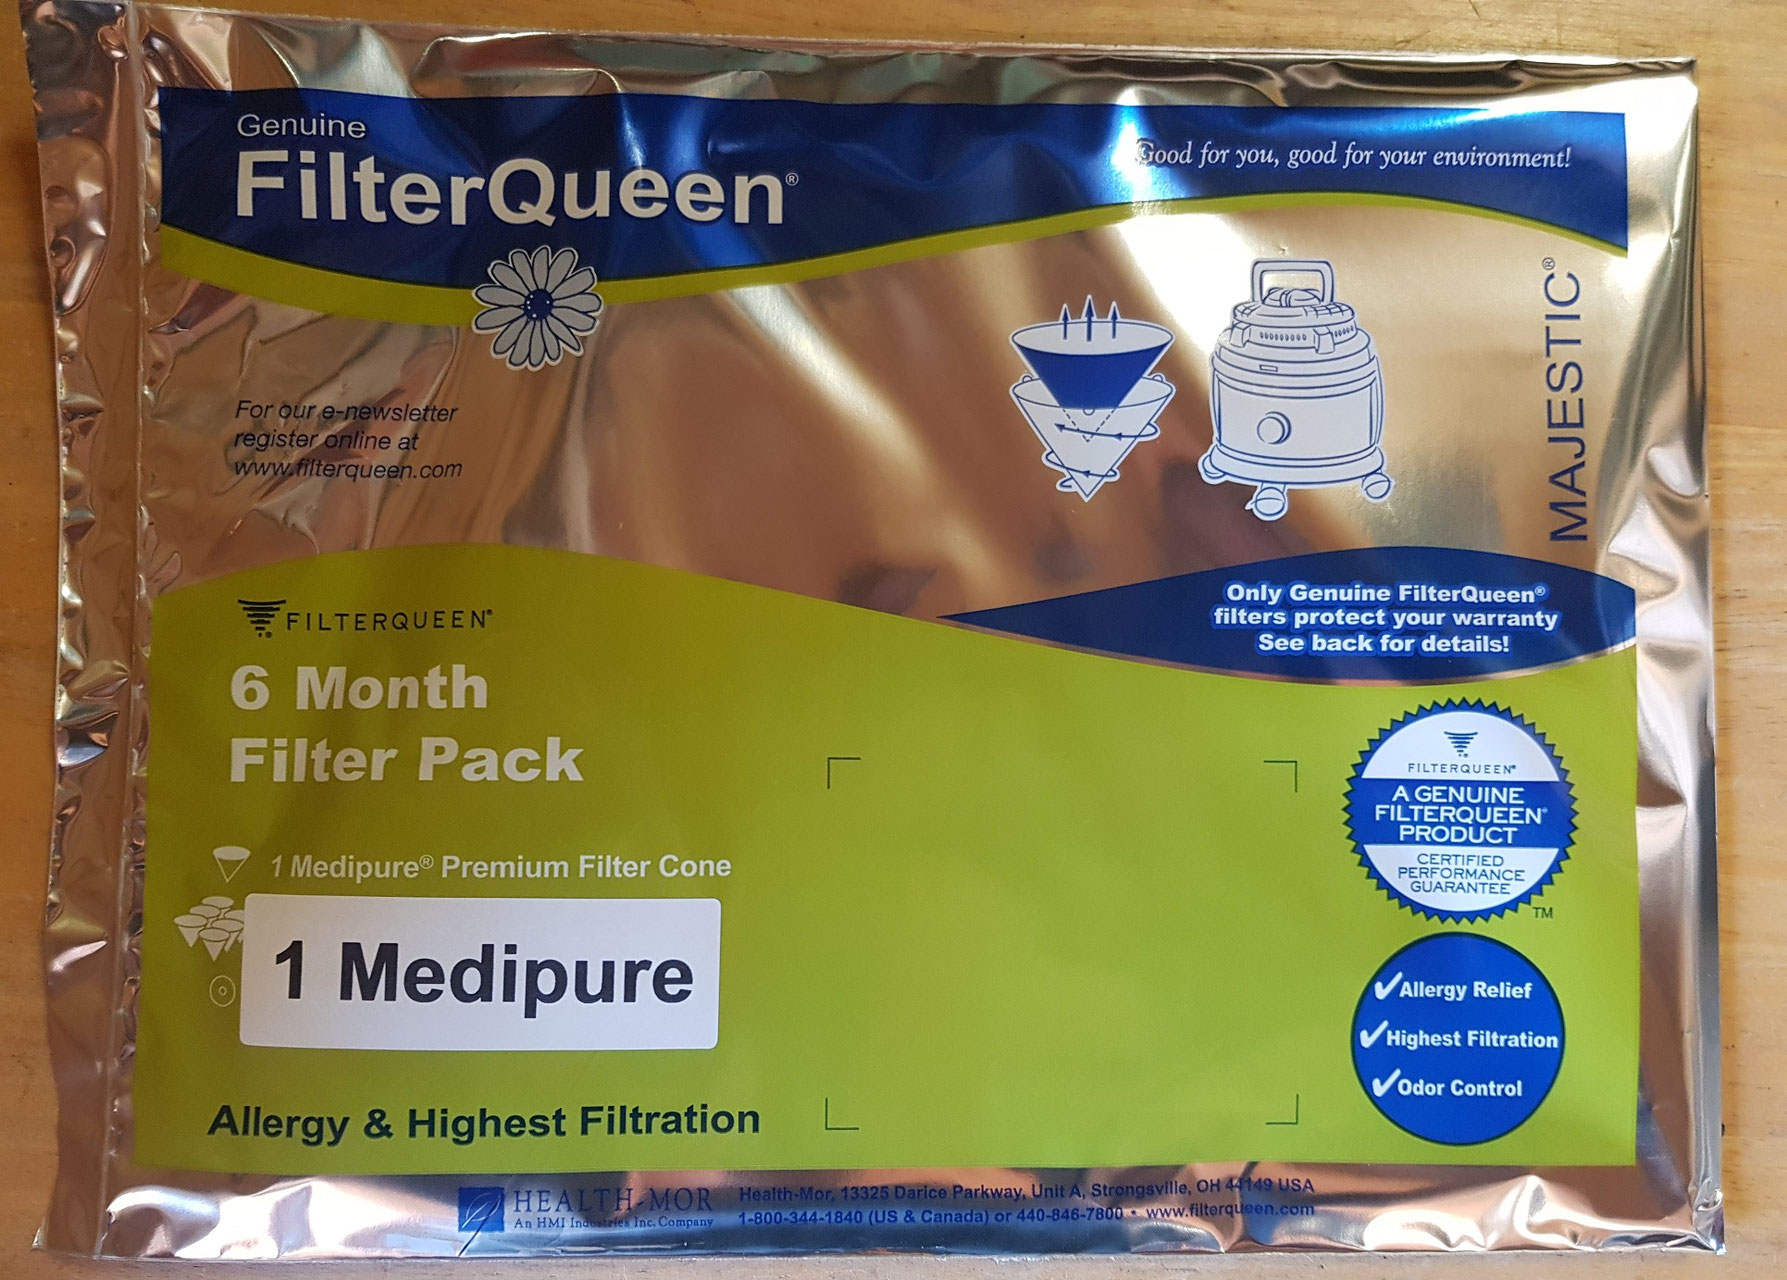 Genuine
FilterQueen®
Good for you, good for your environment!
MAJESTIC®
For our e-newsletter
register online at
www.filterqueen.com
Only Genuine FilterQueen®
filters protect your warranty
See back for details!
FILTERQUEEN®
6 Month
Filter Pack
1 Medipure® Premium Filter Cone
1 Medipure
Allergy & Highest Filtration
FILTERQUEEN®
A GENUINE
FILTERQUEEN®
PRODUCT
CERTIFIED
PERFORMANCE
GUARANTEE
TM
✔Allergy Relief
✔Highest Filtration
✔Odor Control
HEALTH-MOR
An HMI Industries Inc. Company
Health-Mor, 13325 Darice Parkway, Unit A, Strongsville, OH 44149 USA
1-800-344-1840 (US & Canada) or 440-846-7800 • www.filterqueen.com